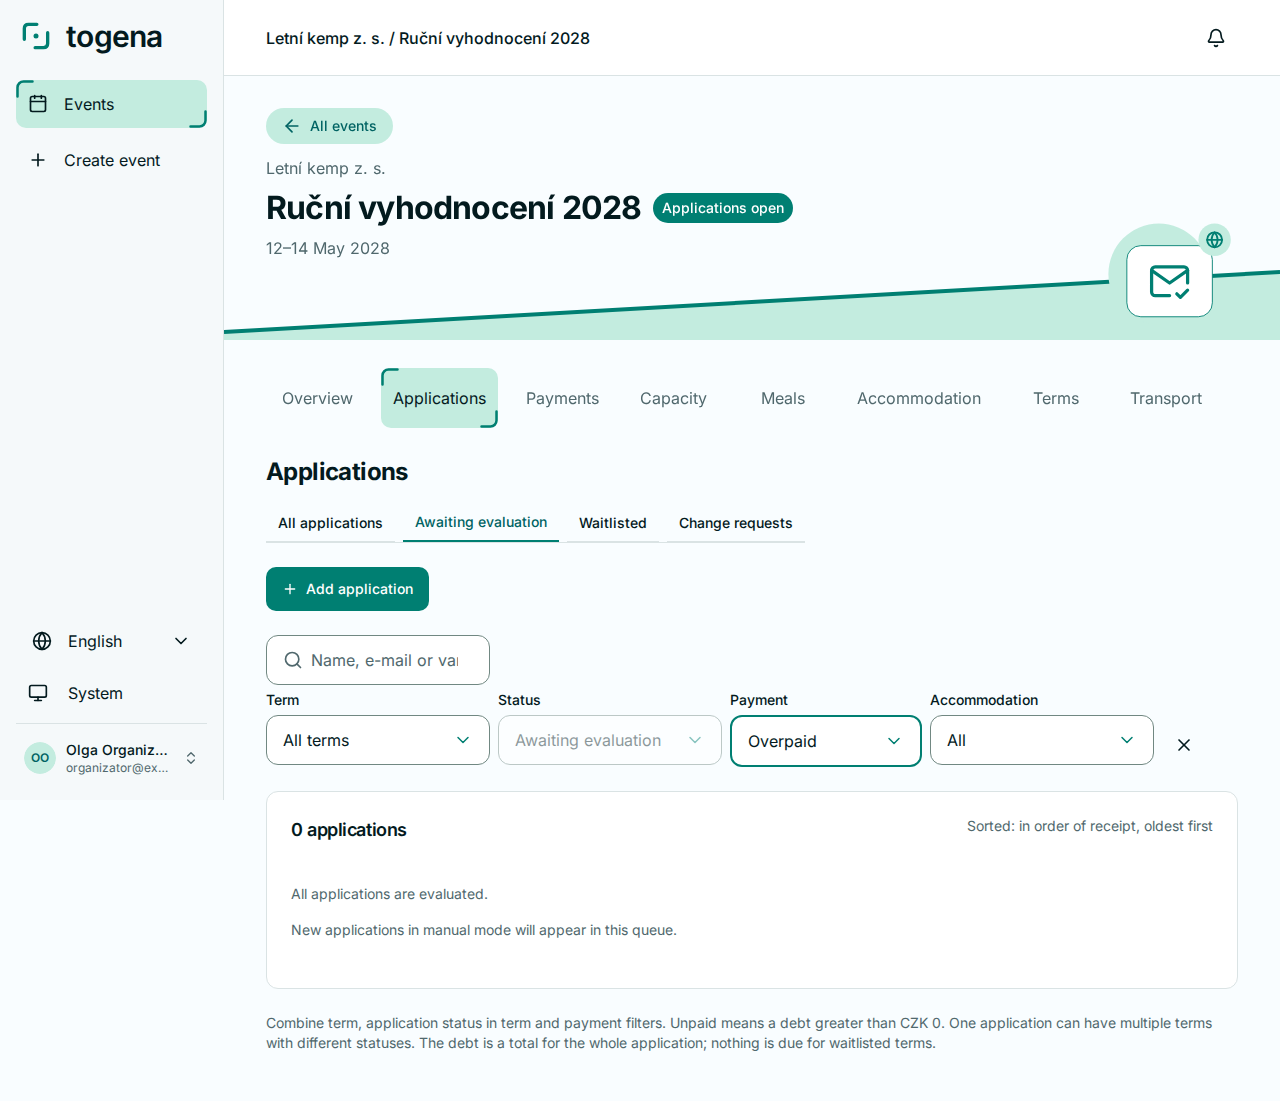 togena
Events
Create event
English
System
OO
Olga Organiz...
organizator@ex...
Letní kemp z. s. / Ruční vyhodnocení 2028
All events
Letní kemp z. s.
Ruční vyhodnocení 2028
Applications open
12–14 May 2028
Overview
Applications
Payments
Capacity
Meals
Accommodation
Terms
Transport
Applications
All applications
Awaiting evaluation
Waitlisted
Change requests
Add application
Name, e-mail or var
Term
Status
Payment
Accommodation
All terms
Awaiting evaluation
Overpaid
All
0 applications
Sorted: in order of receipt, oldest first
All applications are evaluated.
New applications in manual mode will appear in this queue.
Combine term, application status in term and payment filters. Unpaid means a debt greater than CZK 0. One application can have multiple terms
with different statuses. The debt is a total for the whole application; nothing is due for waitlisted terms.